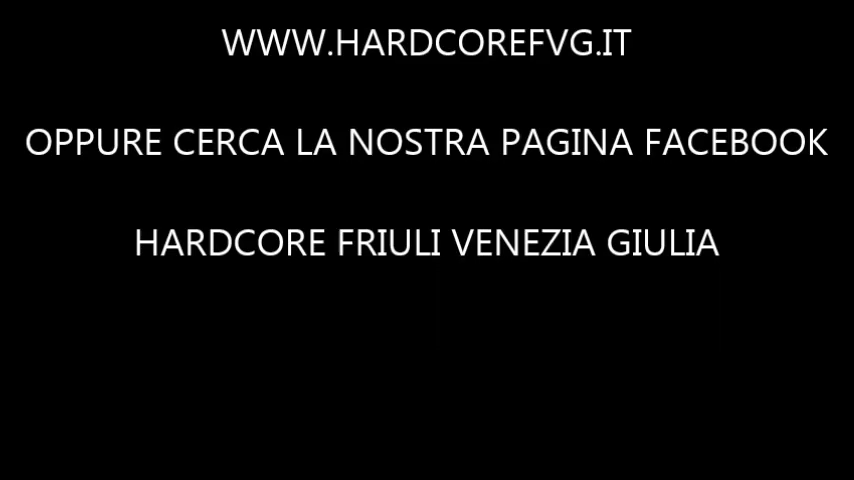 WWW.HARDCOREFVG.IT
OPPURE CERCA LA NOSTRA PAGINA FACEBOOK
HARDCORE FRIULI VENEZIA GIULIA